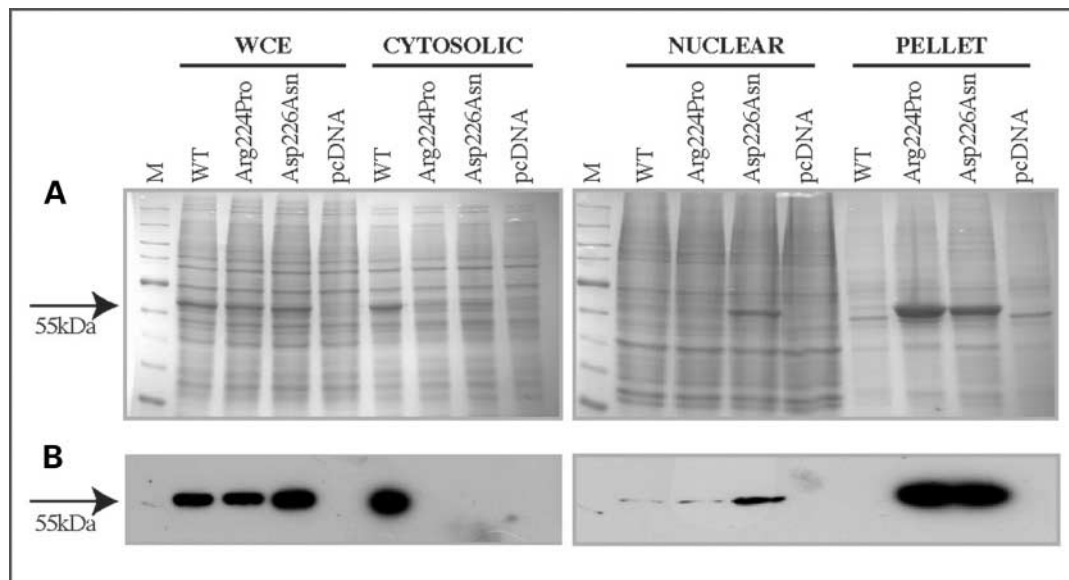 WCE CYTOSOLIC NUCLEAR PELLET
M WT Arg224Pro Asp226Asn pcDNA WT Arg224Pro Asp226Asn pcDNA M WT Arg224Pro Asp226Asn pcDNA WT Arg224Pro Asp226Asn pcDNA
A
55kDa
B
55kDa